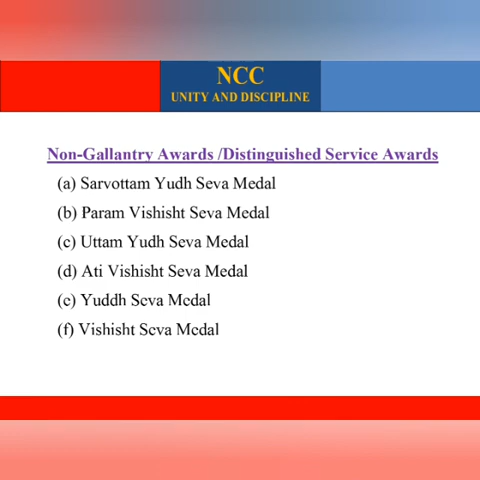 NCC
UNITY AND DISCIPLINE
Non-Gallantry Awards /Distinguished Service Awards
(a) Sarvottam Yudh Seva Medal
(b) Param Vishisht Seva Medal
(c) Uttam Yudh Seva Medal
(d) Ati Vishisht Seva Medal
(e) Yuddh Seva Medal
(f) Vishisht Seva Medal